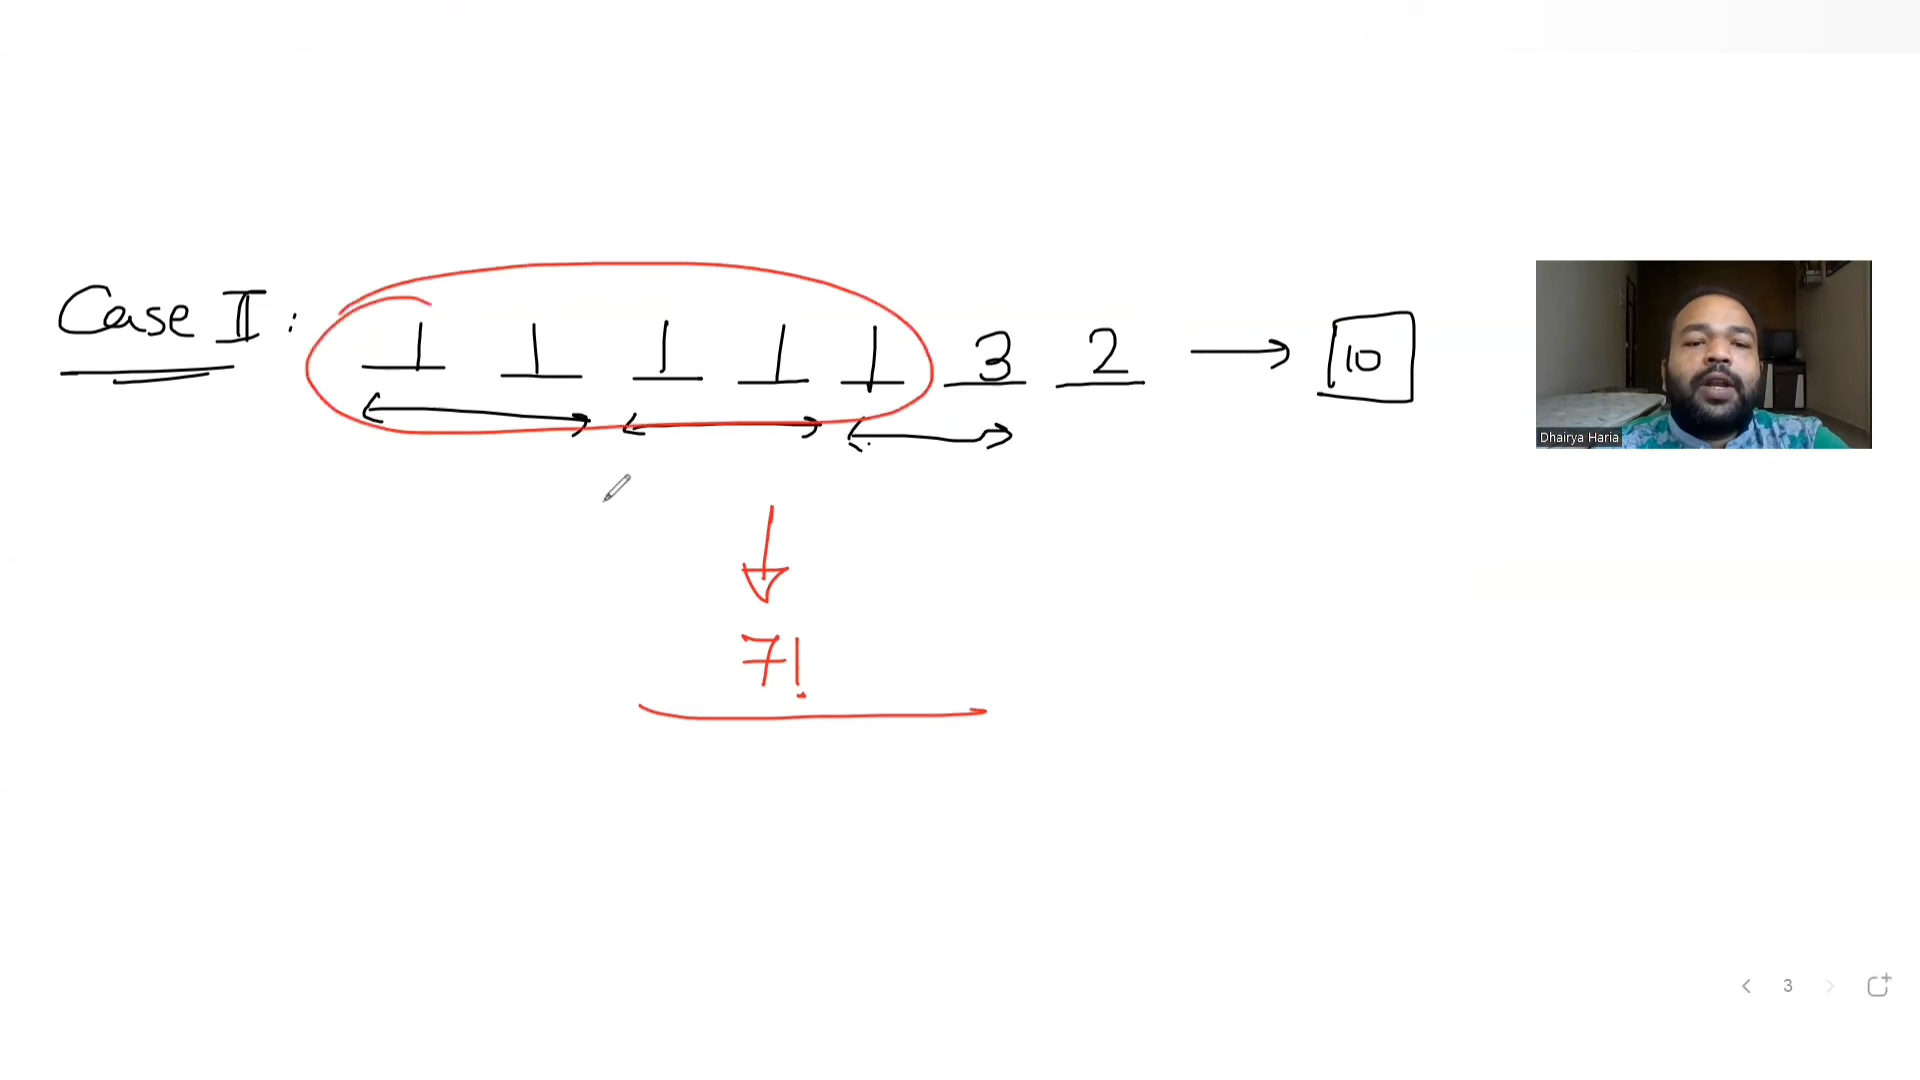 Case II : 1 1 1 1 1 3 2 → 10
Dhairya Haria
7!
3